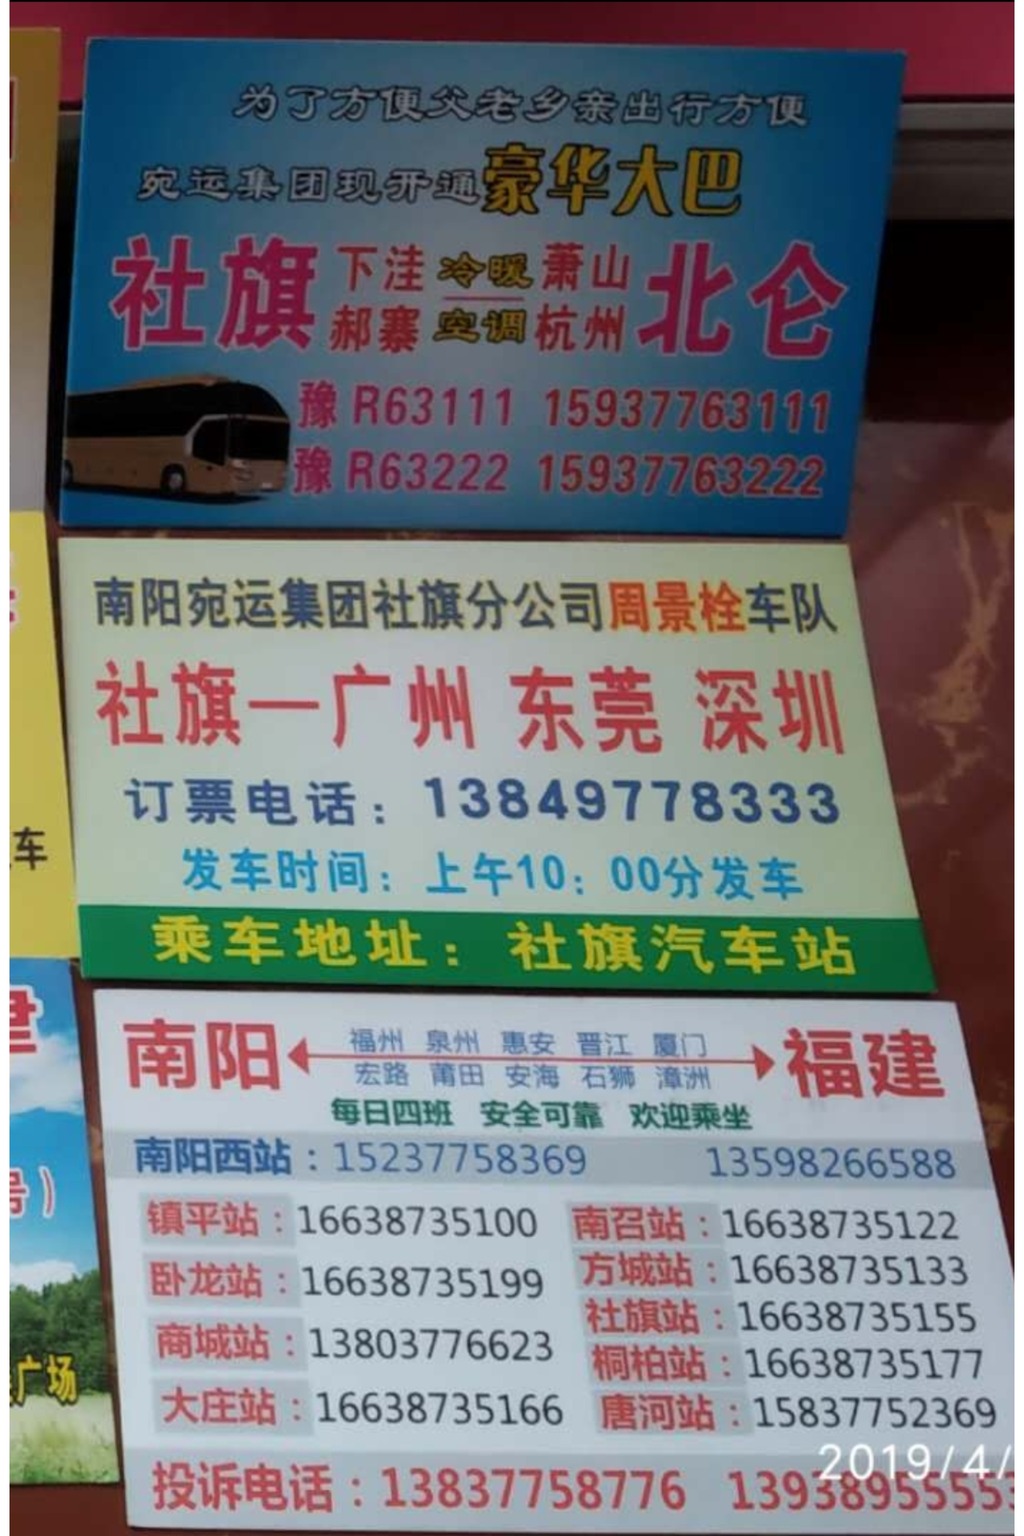 为了方便父老乡亲出行方便
宛运集团现开通豪华大巴
社旗 下洼 冷暖 萧山 北仑
郝寨 空调 杭州
豫R63111 15937763111
豫R63222 15937763222
南阳宛运集团社旗分公司周景栓车队
社旗—广州 东莞 深圳
订票电话：13849778333
发车时间：上午10：00分发车
乘车地址：社旗汽车站
车
号）
广场
南阳 福州 泉州 惠安 晋江 厦门 福建
宏路 莆田 安海 石狮 漳洲
每日四班 安全可靠 欢迎乘坐
南阳西站：15237758369 13598266588
镇平站：16638735100 南召站：16638735122
卧龙站：16638735199 方城站：16638735133
商城站：13803776623 社旗站：16638735155
桐柏站：16638735177
大庄站：16638735166 唐河站：15837752369
投诉电话：13837758776 1393895555
2019/4/